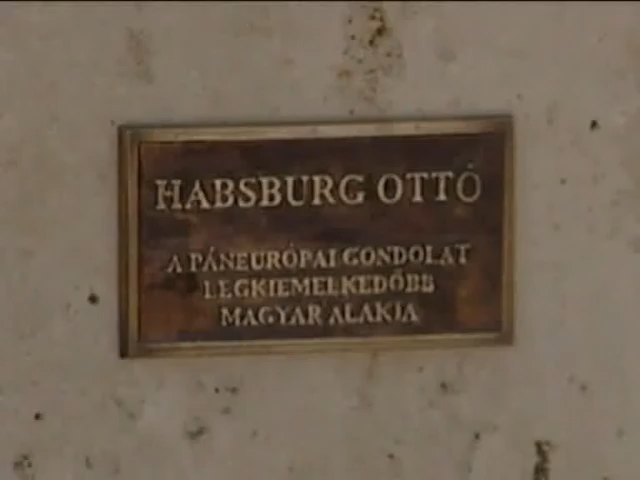 HABSBURG OTTÓ
A PÁNEURÓPAI GONDOLAT
LEGKIEMELKEDŐBB
MAGYAR ALAKJA